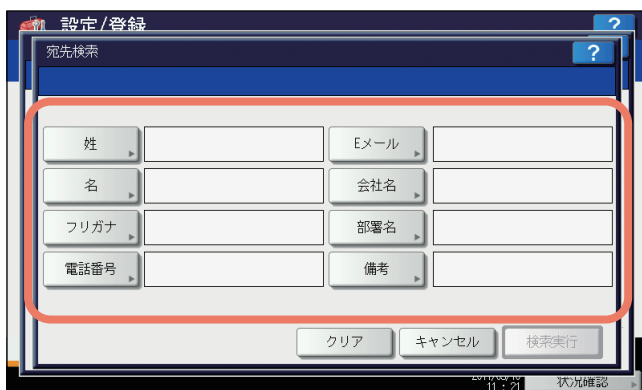 設定/登録
?
宛先検索
?
姓
Eメール
名
会社名
フリガナ
部署名
電話番号
備考
クリア
キャンセル
検索実行
11 : 21
状況確認